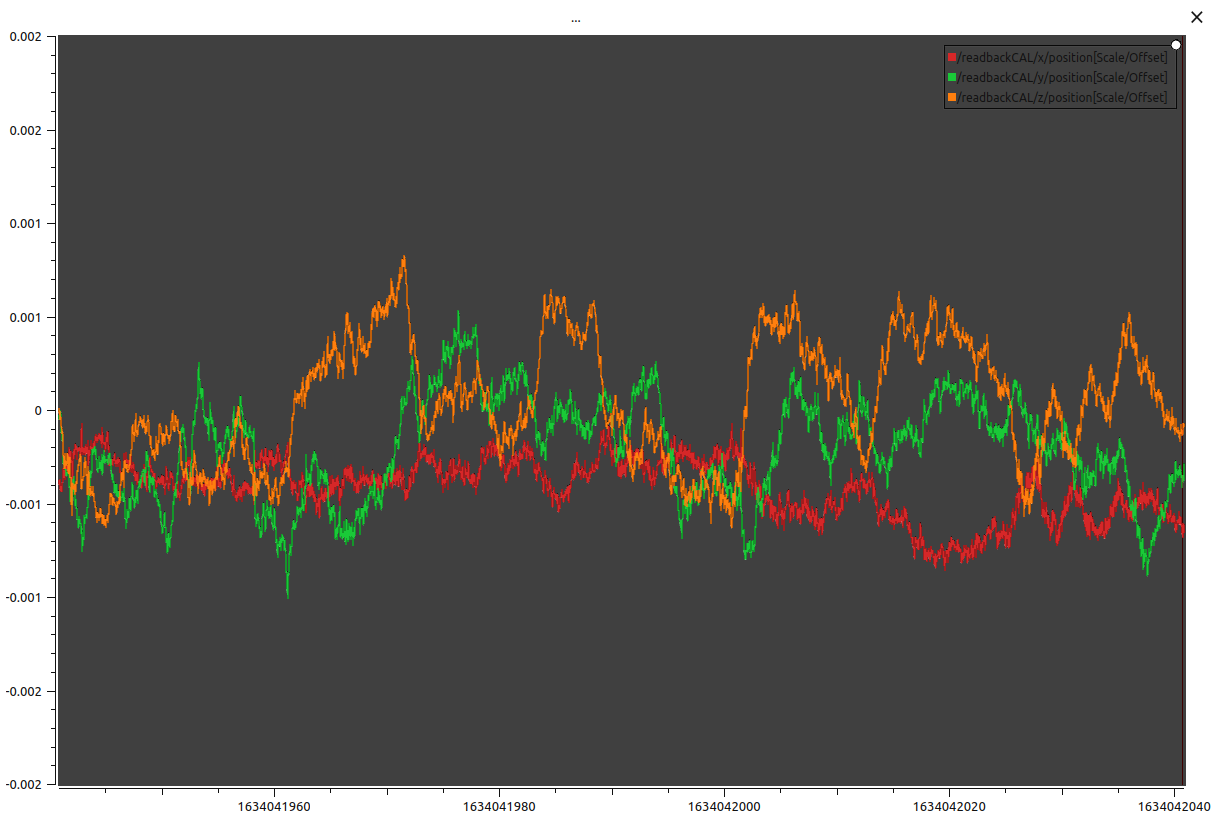 ...
0.002
/readbackCAL/x/position[Scale/Offset]
/readbackCAL/y/position[Scale/Offset]
/readbackCAL/z/position[Scale/Offset]
0.002
0.001
0.001
0
-0.001
-0.001
-0.002
-0.002
1634041960 1634041980 1634042000 1634042020 1634042040